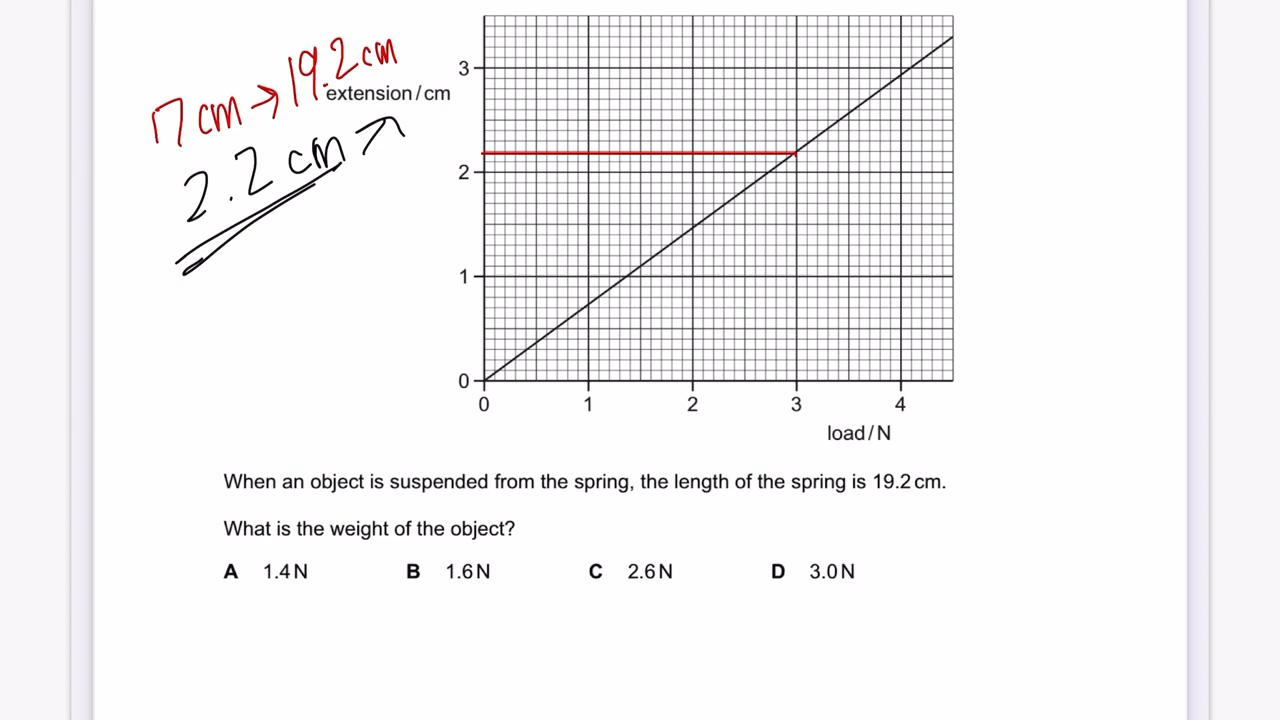 17 cm → 19.2 cm
2.2 cm ↗
extension/cm
3
2
1
0
0 1 2 3 4
load/N
When an object is suspended from the spring, the length of the spring is 19.2 cm.
What is the weight of the object?
A 1.4 N B 1.6 N C 2.6 N D 3.0 N